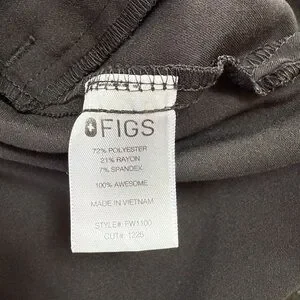 FIGS
72% POLYESTER
21% RAYON
7% SPANDEX
100% AWESOME
MADE IN VIETNAM
STYLE#: FW1100
CUT#: 1225